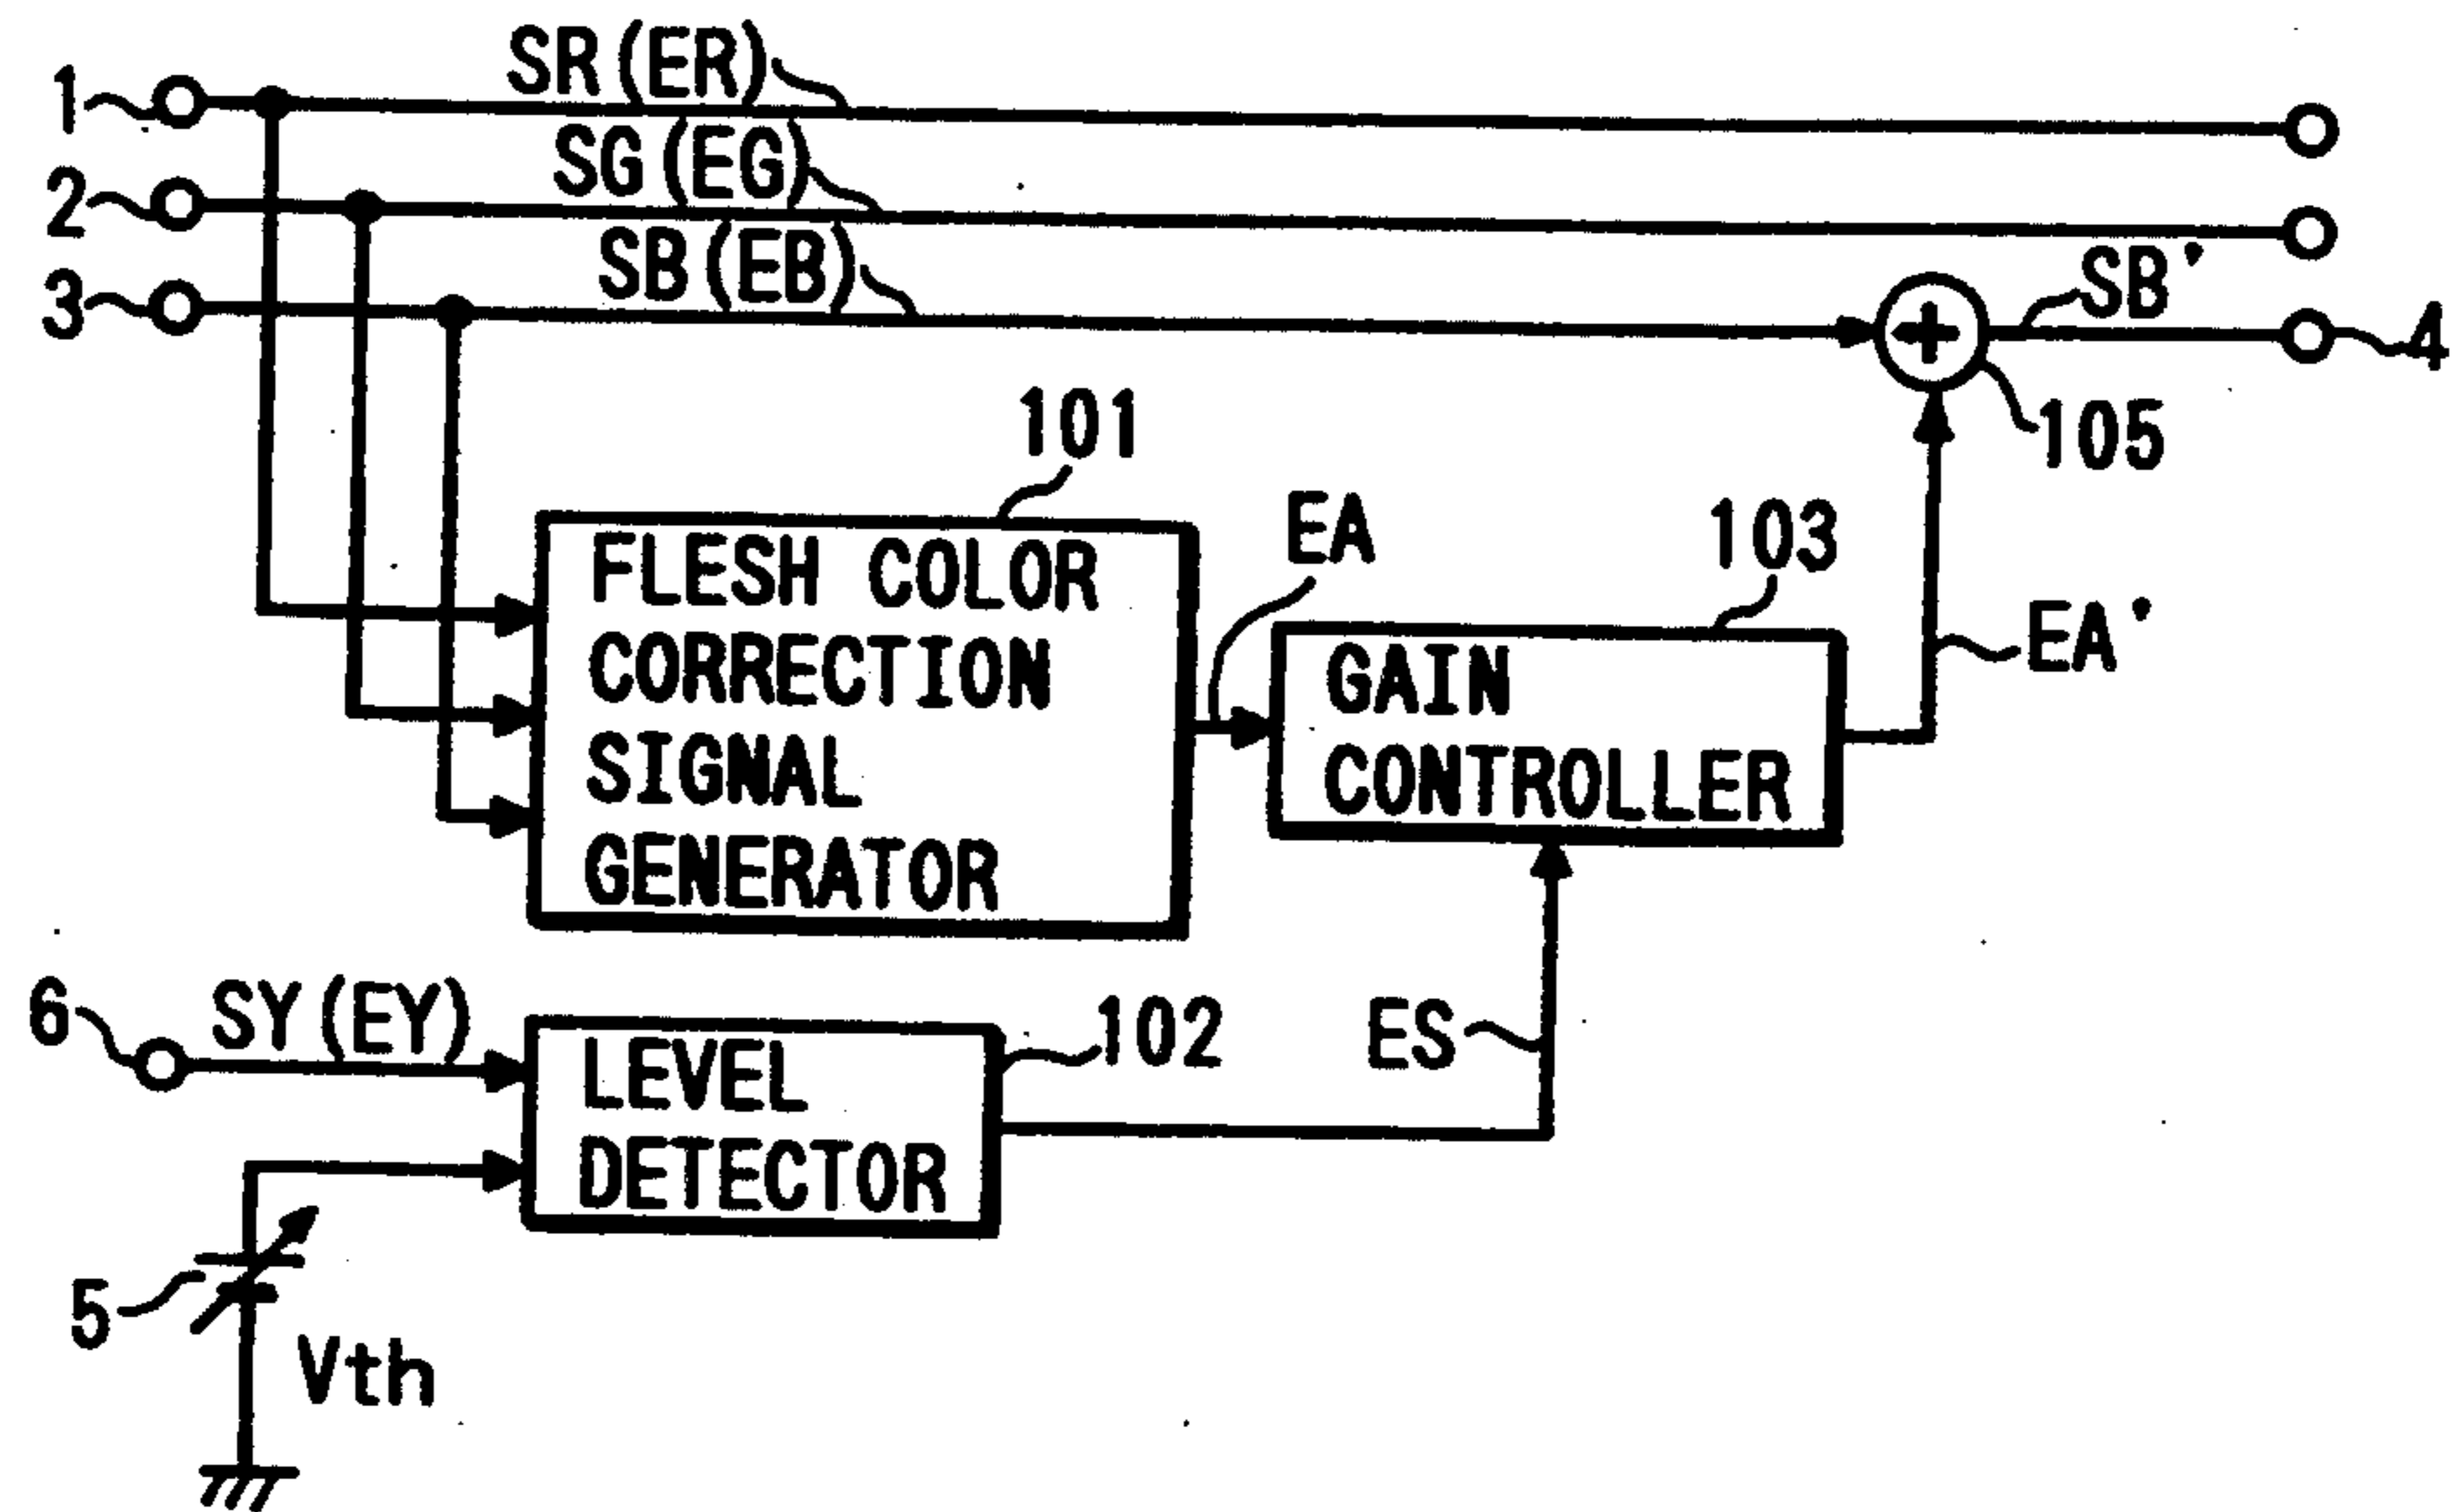 1
SR(ER)
2
SG(EG)
3
SB(EB)
SB'
4
101
105
FLESH COLOR
CORRECTION
SIGNAL
GENERATOR
EA
103
GAIN
CONTROLLER
EA'
6
SY(EY)
LEVEL
DETECTOR
102
ES
5
Vth